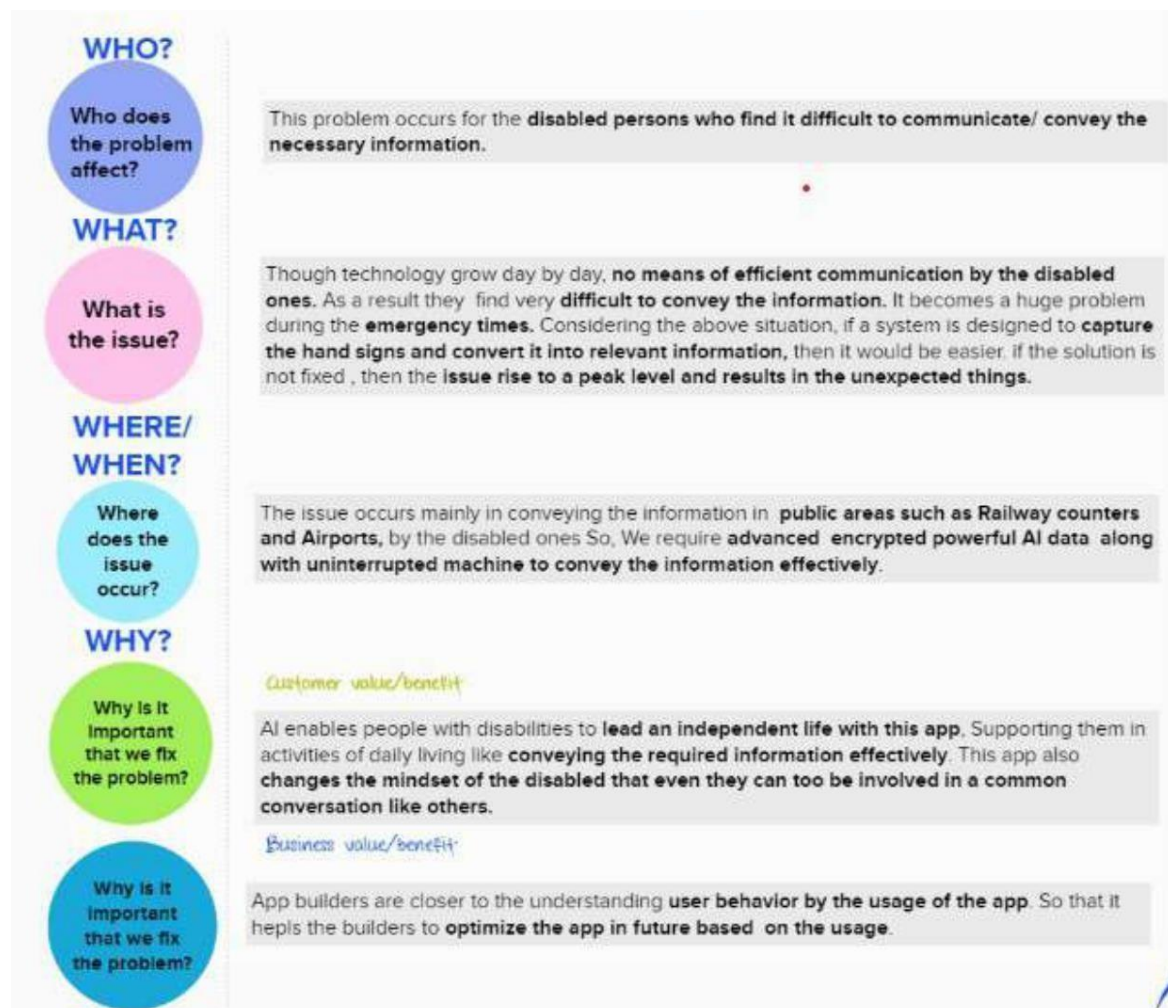 WHO?
Who does
the problem
affect?
This problem occurs for the disabled persons who find it difficult to communicate/ convey the
necessary information.
WHAT?
What is
the issue?
Though technology grow day by day, no means of efficient communication by the disabled
ones. As a result they find very difficult to convey the information. It becomes a huge problem
during the emergency times. Considering the above situation, if a system is designed to capture
the hand signs and convert it into relevant information, then it would be easier. if the solution is
not fixed , then the issue rise to a peak level and results in the unexpected things.
WHERE/
WHEN?
Where
does the
issue
occur?
The issue occurs mainly in conveying the information in public areas such as Railway counters
and Airports, by the disabled ones So, We require advanced encrypted powerful AI data along
with uninterrupted machine to convey the information effectively.
WHY?
Why is it
important
that we fix
the problem?
Customer value/benefit
AI enables people with disabilities to lead an independent life with this app, Supporting them in
activities of daily living like conveying the required information effectively. This app also
changes the mindset of the disabled that even they can too be involved in a common
conversation like others.
Business value/benefit
Why is it
important
that we fix
the problem?
App builders are closer to the understanding user behavior by the usage of the app. So that it
hepls the builders to optimize the app in future based on the usage.